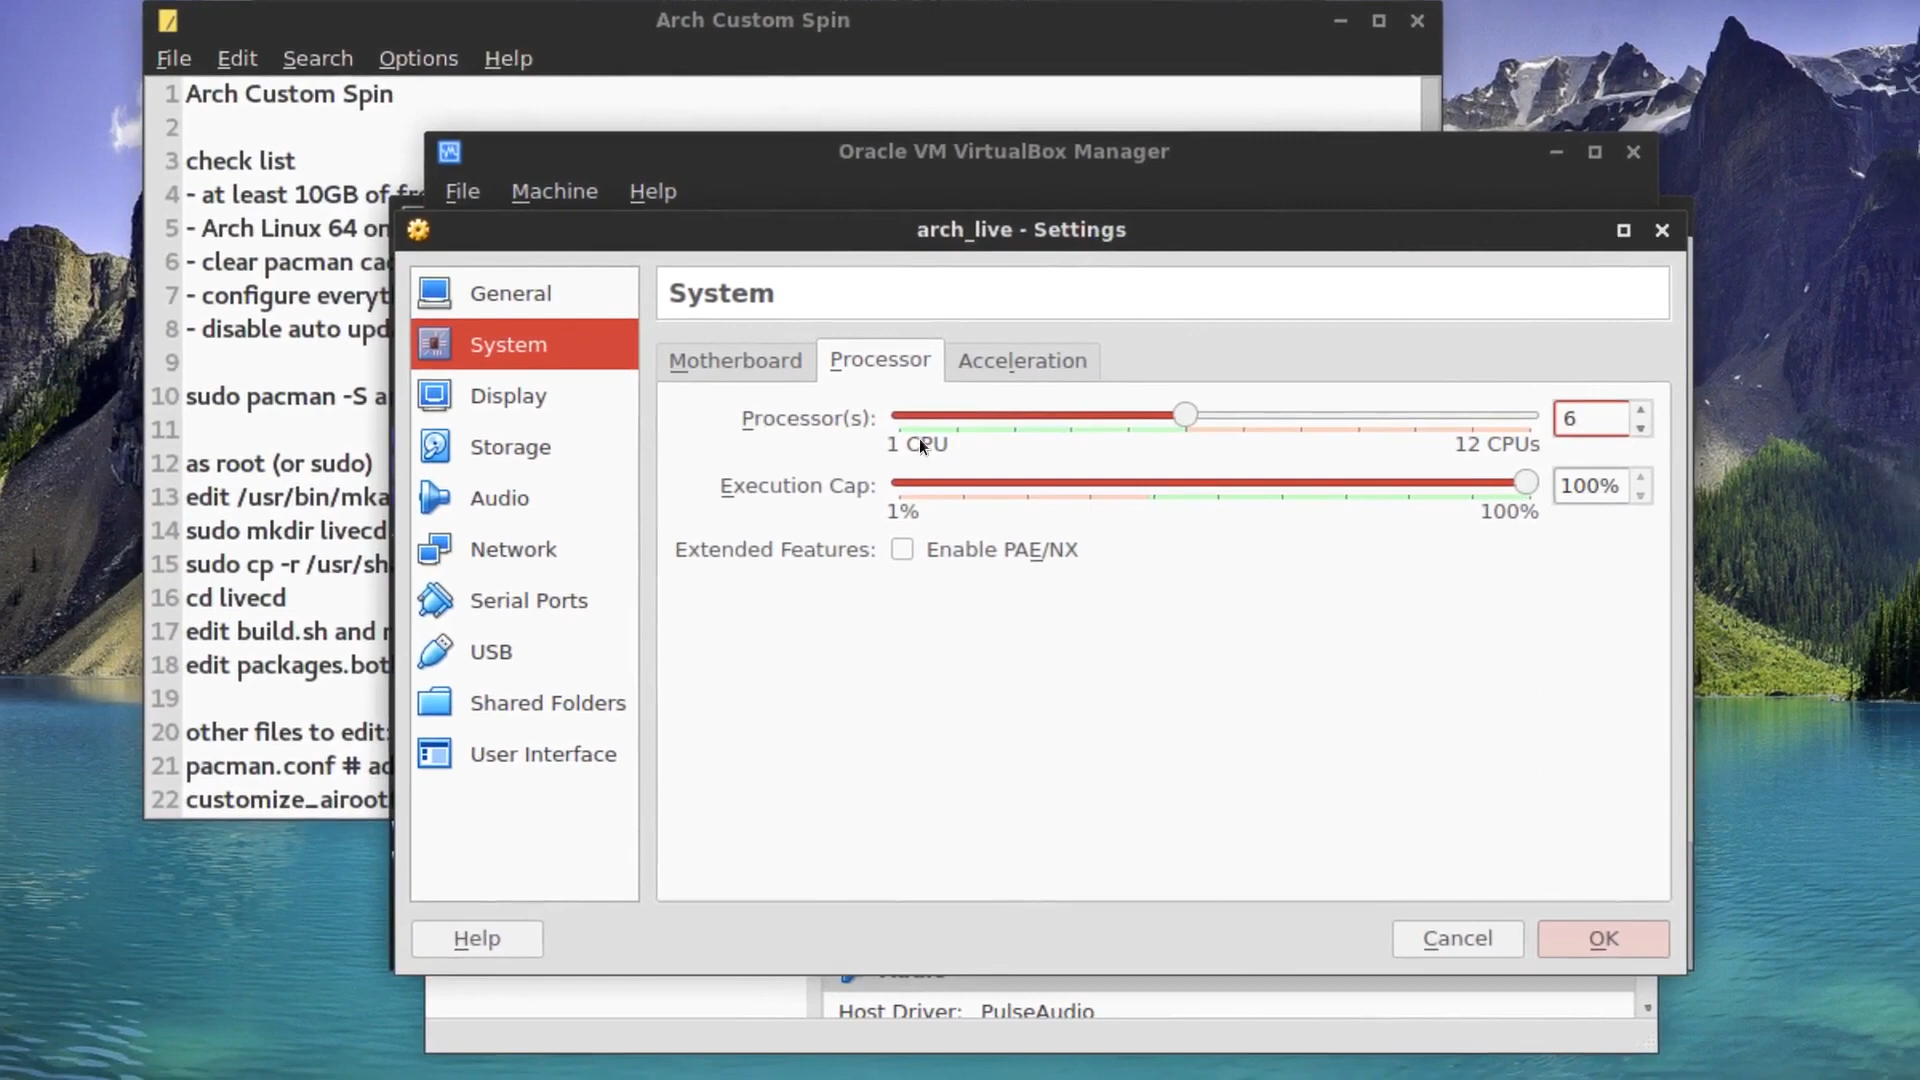 Arch Custom Spin
File Edit Search Options Help
1 Arch Custom Spin
2
3 check list
4 - at least 10GB of
5 - Arch Linux 64 on
6 - clear pacman
7 - configure
8 - disable auto
9
10 sudo pacman -S
11
12 as root (or sudo)
13 edit /usr/bin/mka
14 sudo mkdir livecd
15 sudo cp -r /usr/sh
16 cd livecd
17 edit build.sh and
18 edit packages.bot
19
20 other files to edit:
21 pacman.conf #
22 customize_airoot
Oracle VM VirtualBox Manager
File Machine Help
arch_live - Settings
General
System
Display
Storage
Audio
Network
Serial Ports
USB
Shared Folders
User Interface
System
Motherboard Processor Acceleration
Processor(s): 6
1 CPU 12 CPUs
Execution Cap: 100%
1% 100%
Extended Features: Enable PAE/NX
Help Cancel OK
Host Driver: PulseAudio